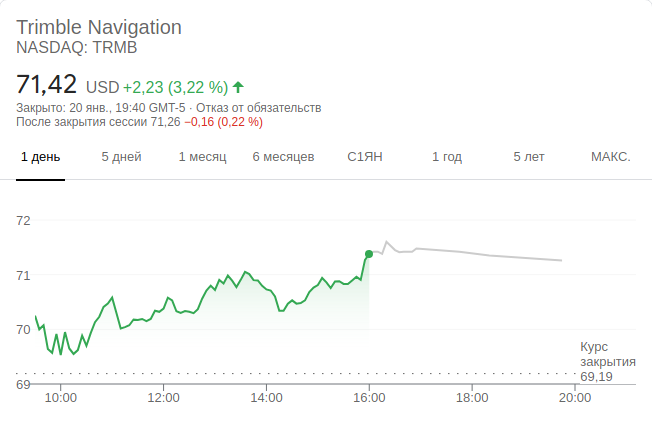 Trimble Navigation
NASDAQ: TRMB
71,42 USD +2,23 (3,22 %)
Закрыто: 20 янв., 19:40 GMT-5 · Отказ от обязательств
После закрытия сессии 71,26 −0,16 (0,22 %)
1 день 5 дней 1 месяц 6 месяцев С1ЯН 1 год 5 лет МАКС.
72
71
70
Курс
закрытия
69,19
69
10:00 12:00 14:00 16:00 18:00 20:00